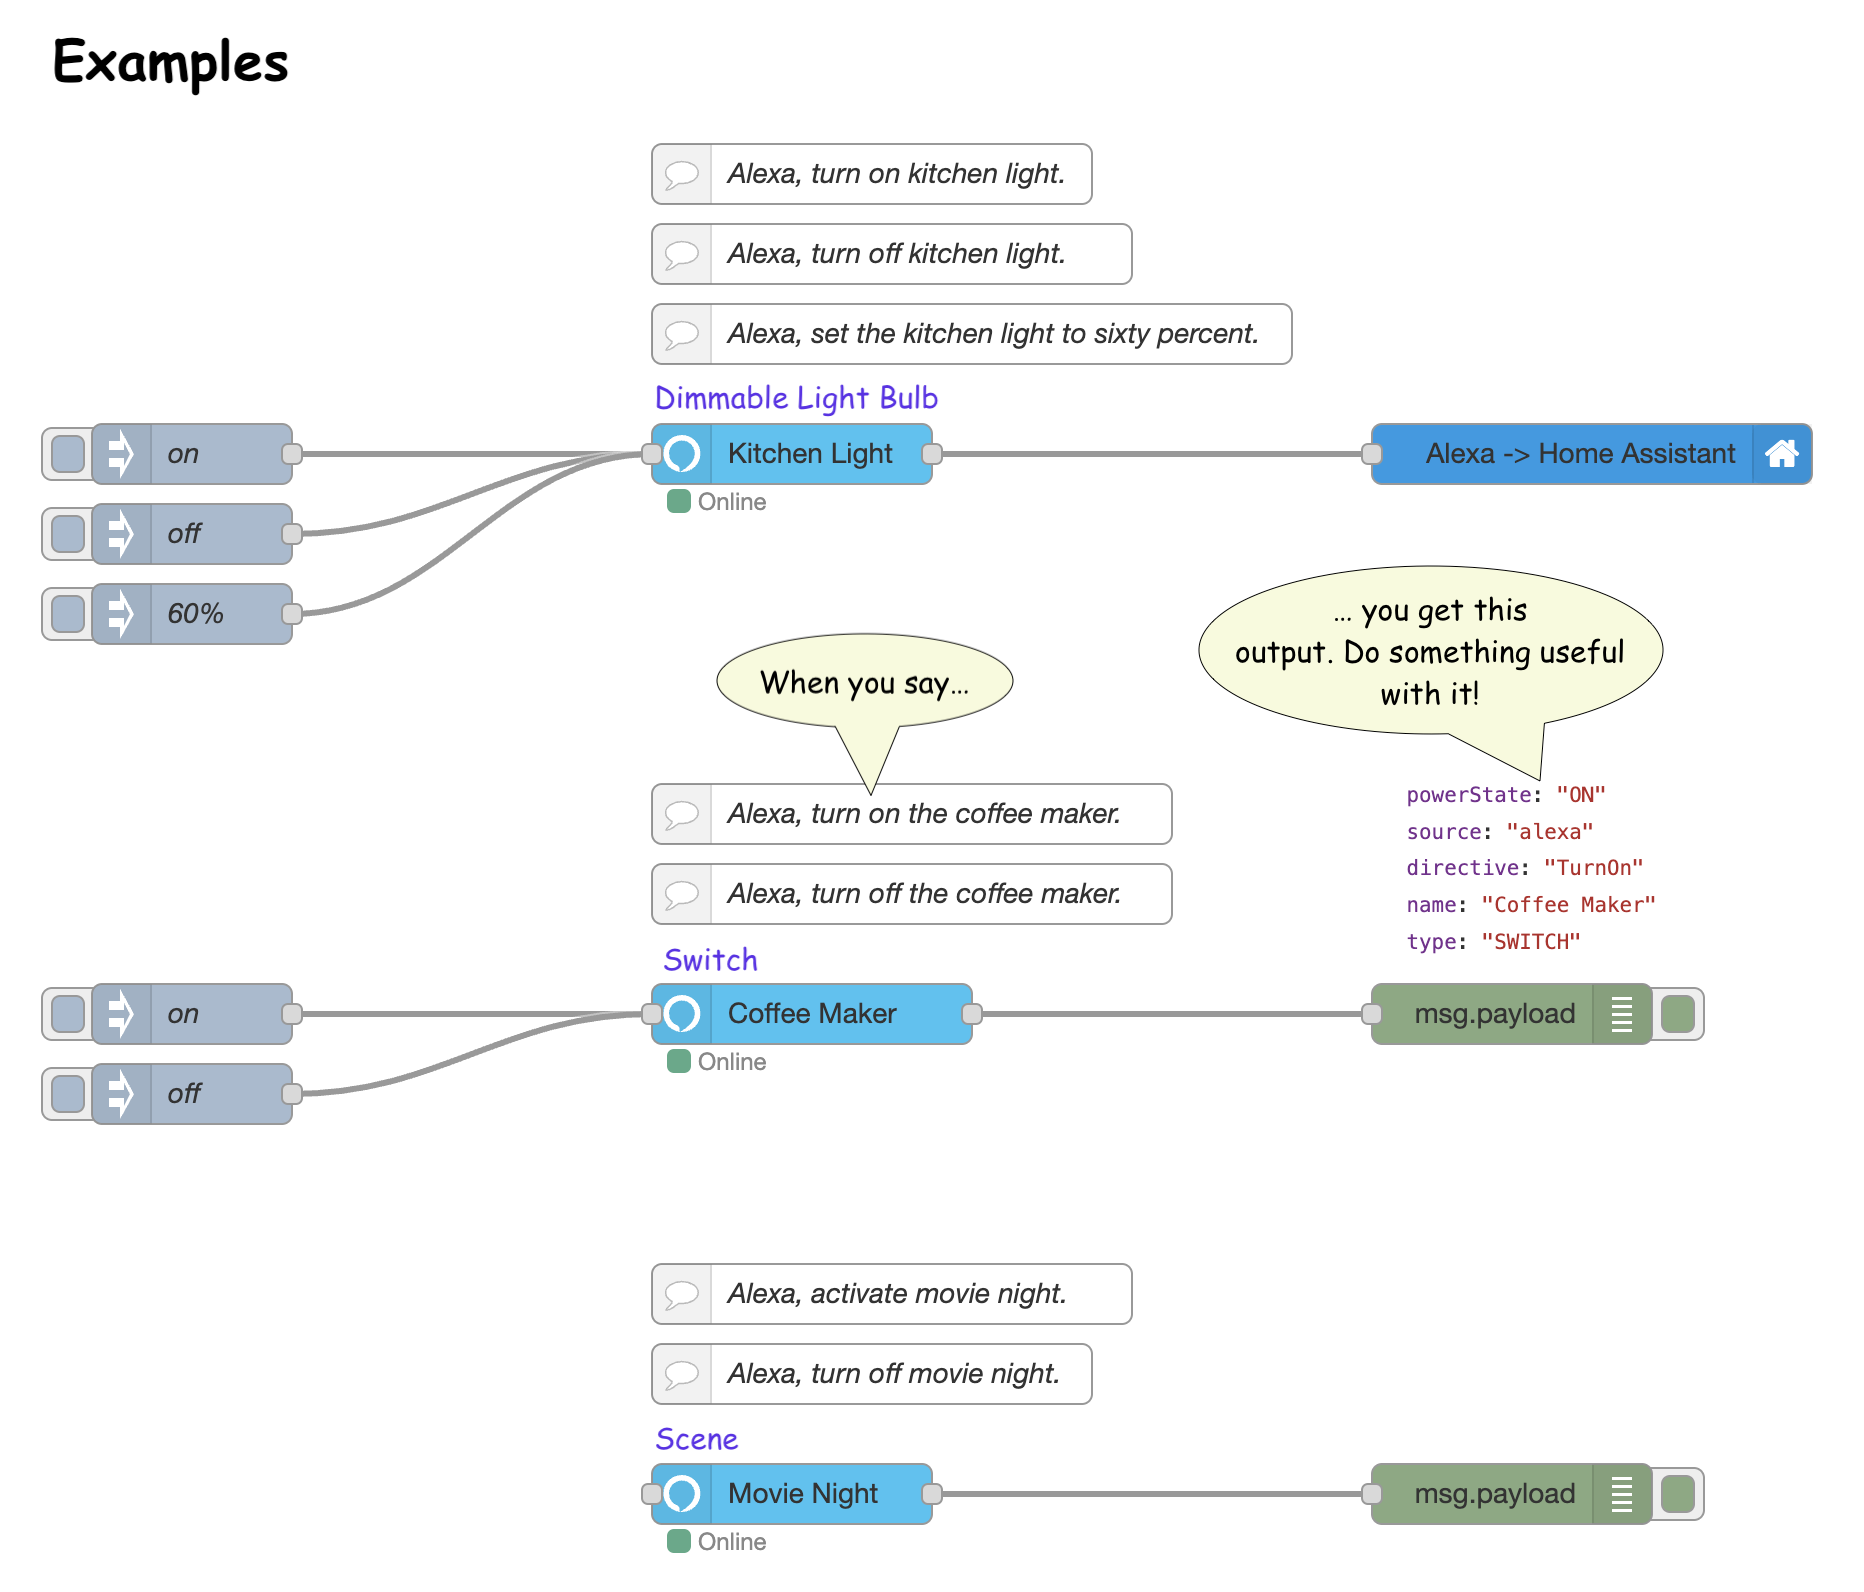 Examples
Alexa, turn on kitchen light.
Alexa, turn off kitchen light.
Alexa, set the kitchen light to sixty percent.
Dimmable Light Bulb
on
Kitchen Light
Alexa -> Home Assistant
Online
off
60%
... you get this
output. Do something useful
with it!
When you say...
powerState: "ON"
Alexa, turn on the coffee maker.
source: "alexa"
directive: "TurnOn"
Alexa, turn off the coffee maker.
name: "Coffee Maker"
type: "SWITCH"
Switch
on
Coffee Maker
msg.payload
Online
off
Alexa, activate movie night.
Alexa, turn off movie night.
Scene
Movie Night
msg.payload
Online